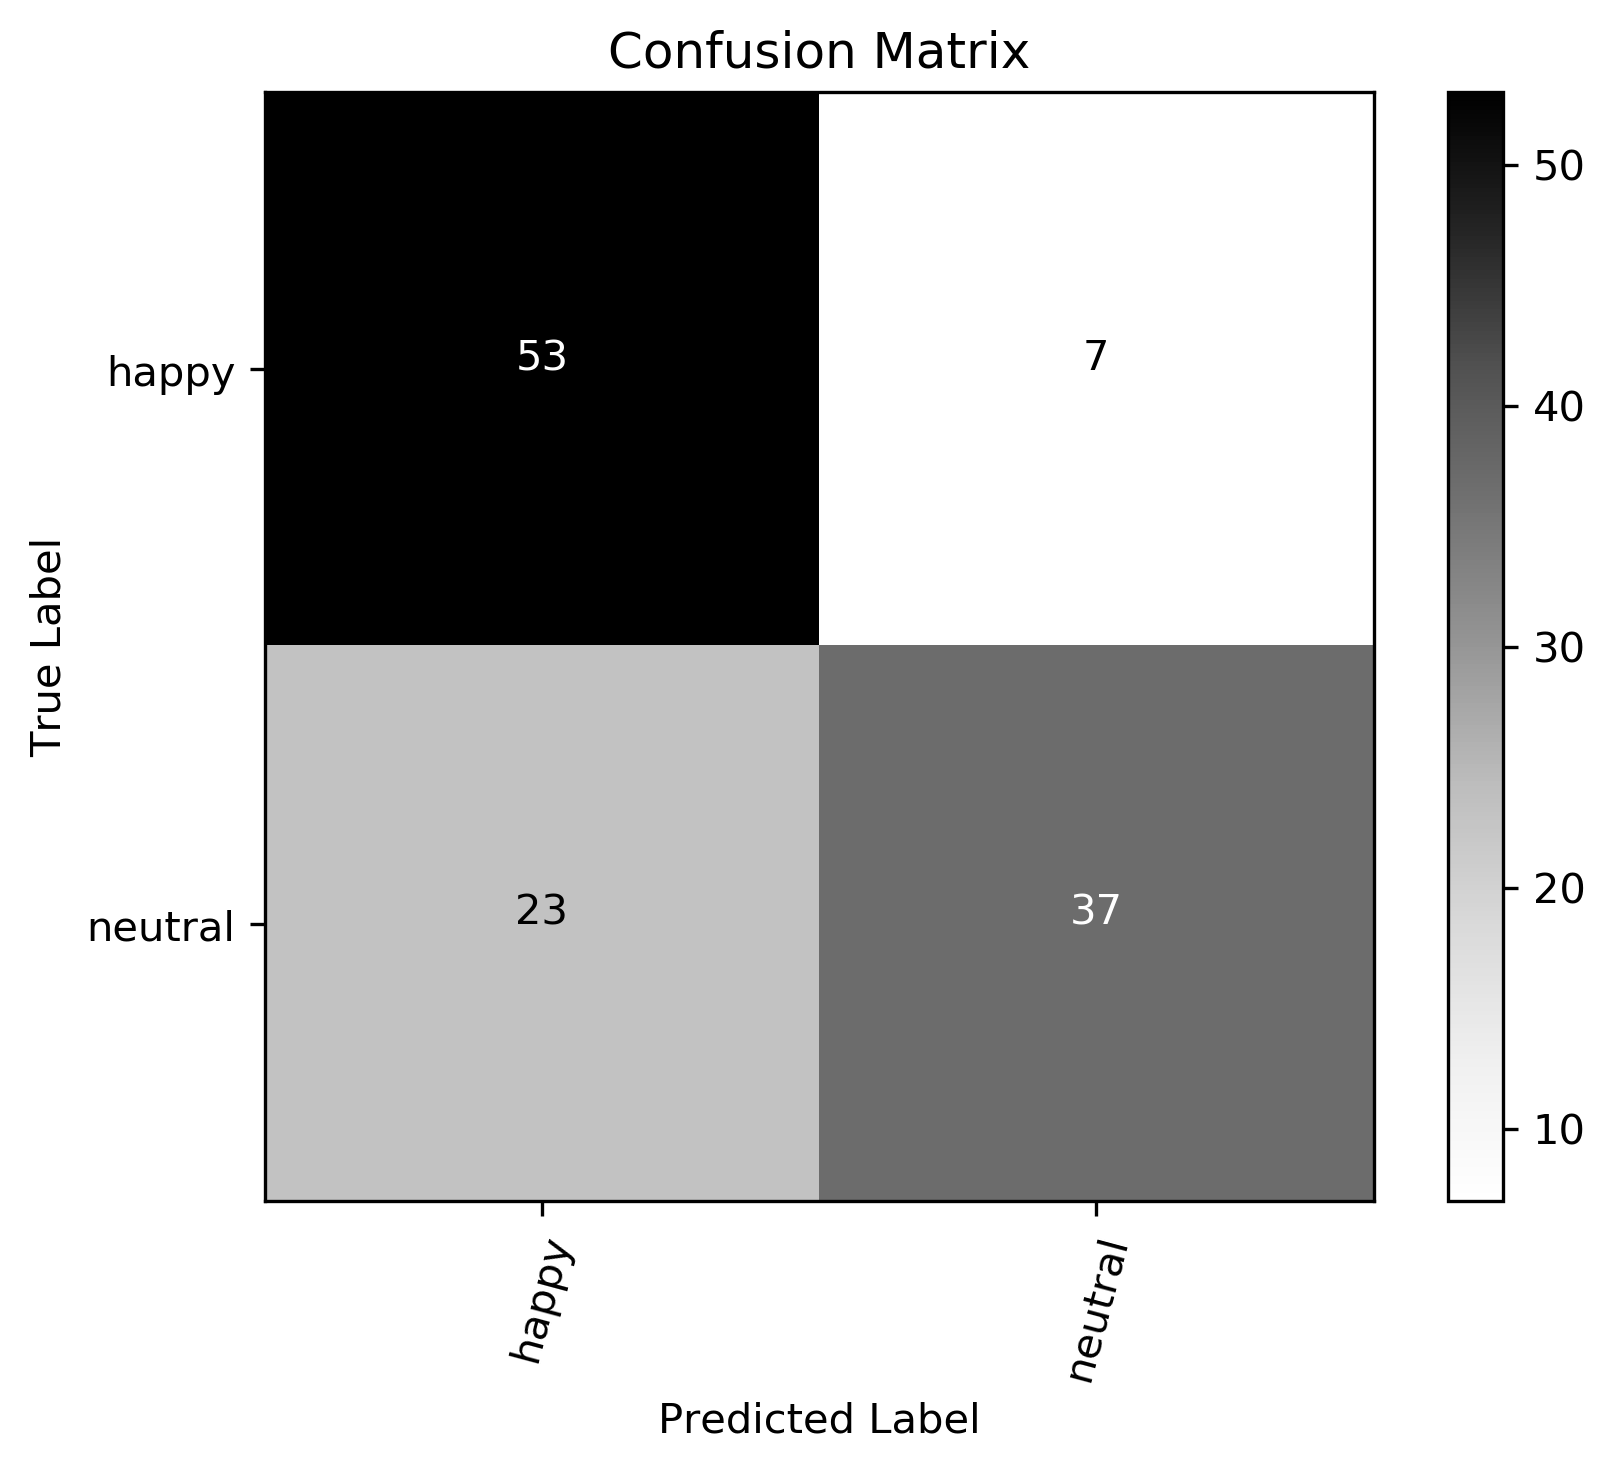 Confusion Matrix
True Label
happy
neutral
53
7
23
37
happy
neutral
Predicted Label
50
40
30
20
10